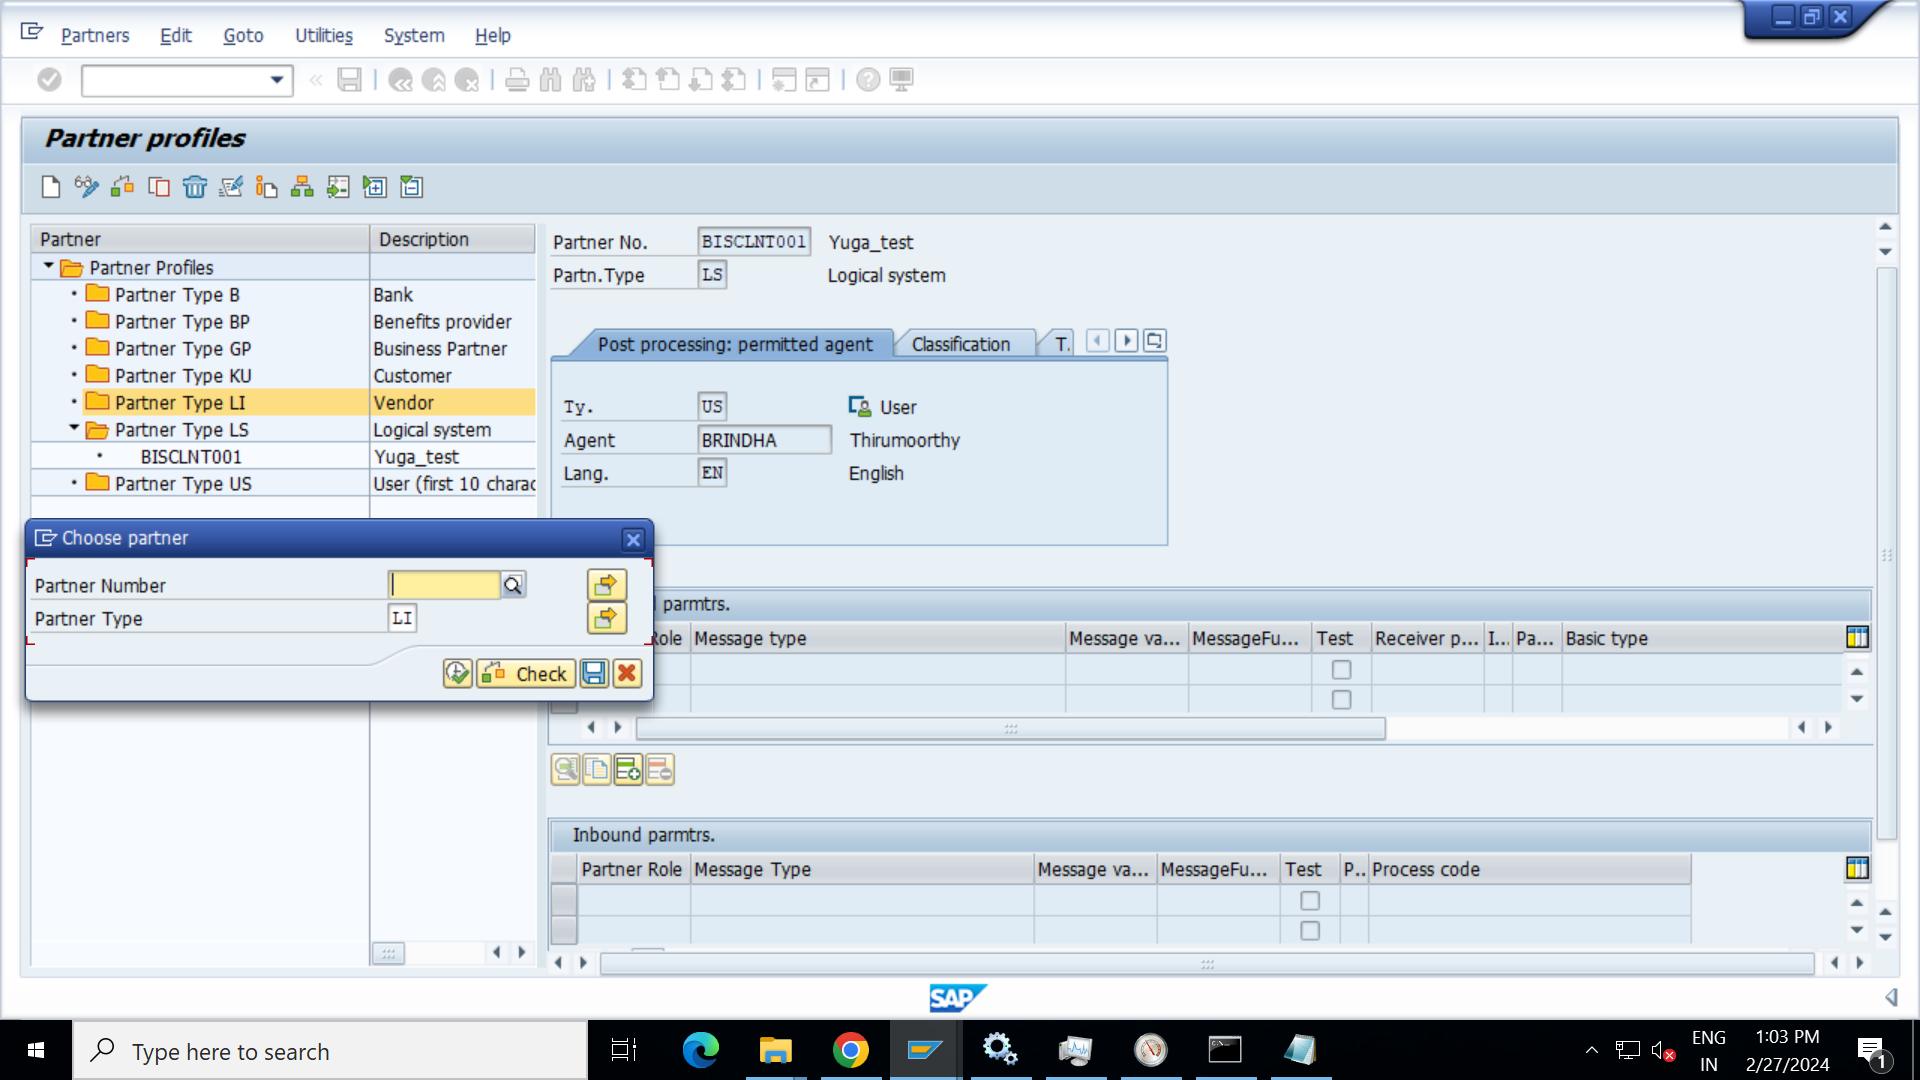 Partners Edit Goto Utilities System Help
Partner profiles
Partner Description
Partner Profiles
Partner Type B Bank
Partner Type BP Benefits provider
Partner Type GP Business Partner
Partner Type KU Customer
Partner Type LI Vendor
Partner Type LS Logical system
BISCLNT001 Yuga_test
Partner Type US User (first 10 charac
Partner No. BISCLNT001 Yuga_test
Partn.Type LS Logical system
Post processing: permitted agent Classification T.
Ty. US User
Agent BRINDHA Thirumoorthy
Lang. EN English
Choose partner
Partner Number
Partner Type LI
Check
parmtrs.
Role Message type Message va... MessageFu... Test Receiver p... I.. Pa... Basic type
Inbound parmtrs.
Partner Role Message Type Message va... MessageFu... Test P.. Process code
SAP
Type here to search
ENG
IN
1:03 PM
2/27/2024
1